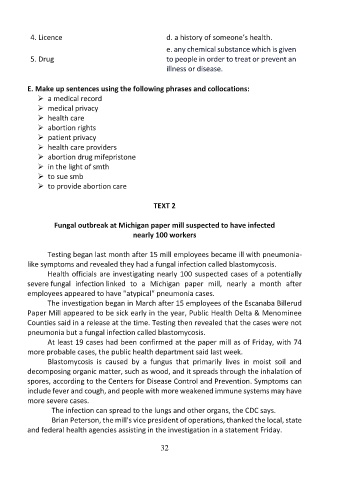 4. Licence d. a history of someone's health.
e. any chemical substance which is given
5. Drug to people in order to treat or prevent an
illness or disease.
E. Make up sentences using the following phrases and collocations:
➢ a medical record
➢ medical privacy
➢ health care
➢ abortion rights
➢ patient privacy
➢ health care providers
➢ abortion drug mifepristone
➢ in the light of smth
➢ to sue smb
➢ to provide abortion care
TEXT 2
Fungal outbreak at Michigan paper mill suspected to have infected
nearly 100 workers
Testing began last month after 15 mill employees became ill with pneumonia-
like symptoms and revealed they had a fungal infection called blastomycosis.
Health officials are investigating nearly 100 suspected cases of a potentially
severe fungal infection linked to a Michigan paper mill, nearly a month after
employees appeared to have "atypical" pneumonia cases.
The investigation began in March after 15 employees of the Escanaba Billerud
Paper Mill appeared to be sick early in the year, Public Health Delta & Menominee
Counties said in a release at the time. Testing then revealed that the cases were not
pneumonia but a fungal infection called blastomycosis.
At least 19 cases had been confirmed at the paper mill as of Friday, with 74
more probable cases, the public health department said last week.
Blastomycosis is caused by a fungus that primarily lives in moist soil and
decomposing organic matter, such as wood, and it spreads through the inhalation of
spores, according to the Centers for Disease Control and Prevention. Symptoms can
include fever and cough, and people with more weakened immune systems may have
more severe cases.
The infection can spread to the lungs and other organs, the CDC says.
Brian Peterson, the mill's vice president of operations, thanked the local, state
and federal health agencies assisting in the investigation in a statement Friday.
32